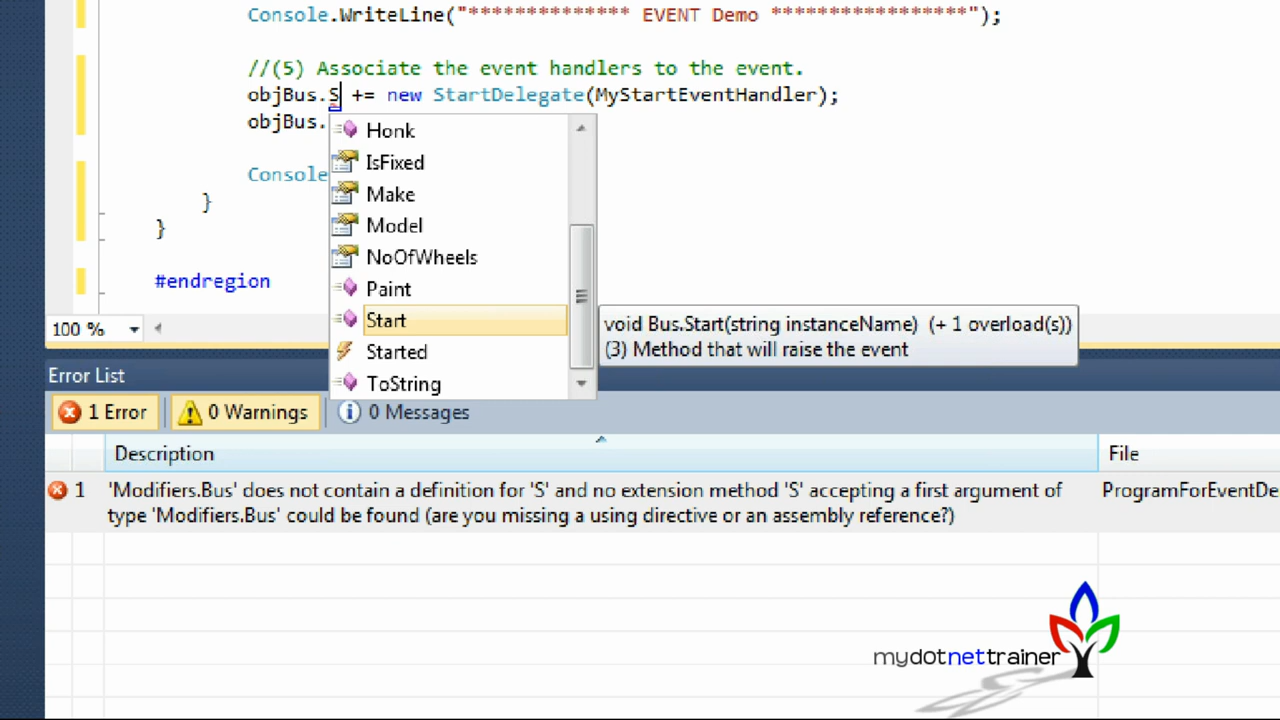 Console.WriteLine("************** EVENT Demo *****************");
//(5) Associate the event handlers to the event.
objBus.S += new StartDelegate(MyStartEventHandler);
objBus.
Honk
IsFixed
Console
Make
}
Model
}
NoOfWheels
#endregion
Paint
Start
void Bus.Start(string instanceName) (+ 1 overload(s))
100 %
(3) Method that will raise the event
Started
Error List
ToString
1 Error
0 Warnings
0 Messages
Description
File
1 'Modifiers.Bus' does not contain a definition for 'S' and no extension method 'S' accepting a first argument of
ProgramForEventDe
type 'Modifiers.Bus' could be found (are you missing a using directive or an assembly reference?)
mydotnettrainer